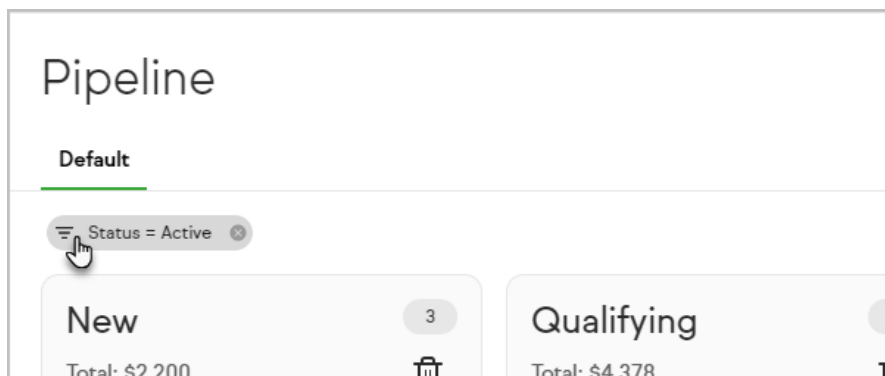 Pipeline
Default
Status = Active
New 3 Qualifying
Total: $2,200 Total: $4,378